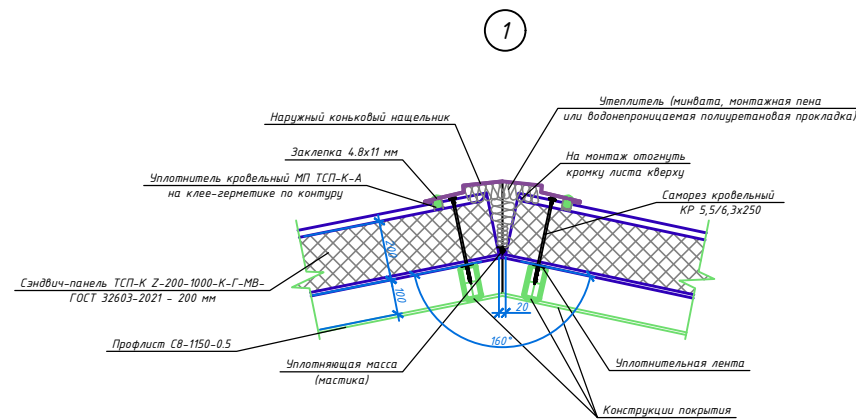 1
Утеплитель (минвата, монтажная пена
или водонепроницаемая полиуретановая прокладка)
Наружный коньковый нащельник
Заклепка 4.8х11 мм
На монтаж отогнуть
кромку листа кверху
Уплотнитель кровельный МП ТСП-К-А
на клее-герметике по контуру
Саморез кровельный
КР 5,5/6,3х250
200
Сэндвич-панель ТСП-К Z-200-1000-К-Г-МВ-
ГОСТ 32603-2021 - 200 мм
100
20
160°
Профлист С8-1150-0.5
Уплотняющая масса
(мастика)
Уплотнительная лента
Конструкции покрытия